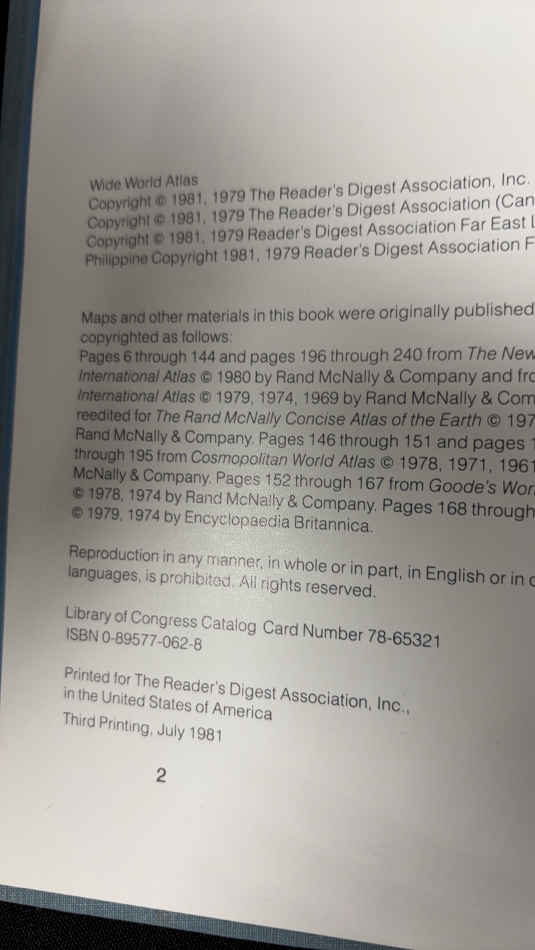 Wide World Atlas
Copyright © 1981, 1979 The Reader's Digest Association, Inc.
Copyright © 1981, 1979 The Reader's Digest Association (Can
Copyright © 1981, 1979 Reader's Digest Association Far East
Philippine Copyright 1981, 1979 Reader's Digest Association F
Maps and other materials in this book were originally published
copyrighted as follows:
Pages 6 through 144 and pages 196 through 240 from The New
International Atlas © 1980 by Rand McNally & Company and fro
International Atlas © 1979, 1974, 1969 by Rand McNally & Com
reedited for The Rand McNally Concise Atlas of the Earth © 197
Rand McNally & Company. Pages 146 through 151 and pages 1
through 195 from Cosmopolitan World Atlas © 1978, 1971, 1961
McNally & Company. Pages 152 through 167 from Goode's Wor
© 1978, 1974 by Rand McNally & Company. Pages 168 through
© 1979, 1974 by Encyclopaedia Britannica.
Reproduction in any manner, in whole or in part, in English or in
languages, is prohibited. All rights reserved.
Library of Congress Catalog Card Number 78-65321
ISBN 0-89577-062-8
Printed for The Reader's Digest Association, Inc.,
in the United States of America
Third Printing, July 1981
2